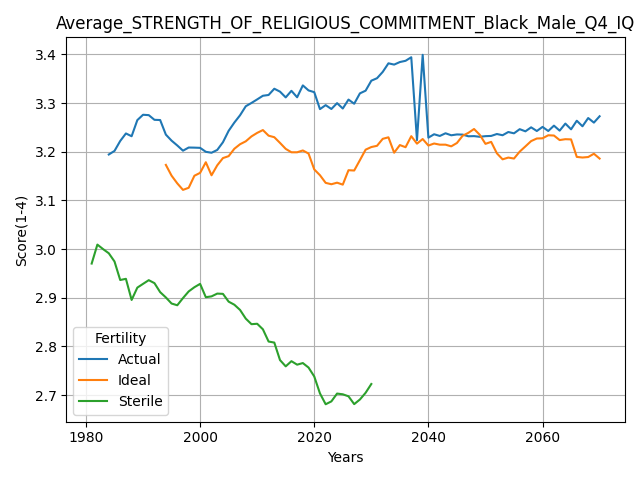 Average_STRENGTH_OF_RELIGIOUS_COMMITMENT_Black_Male_Q4_IQ
3.4
3.3
3.2
3.1
3.0
2.9
2.8
2.7
Score(1-4)
Fertility
Actual
Ideal
Sterile
1980 2000 2020 2040 2060
Years